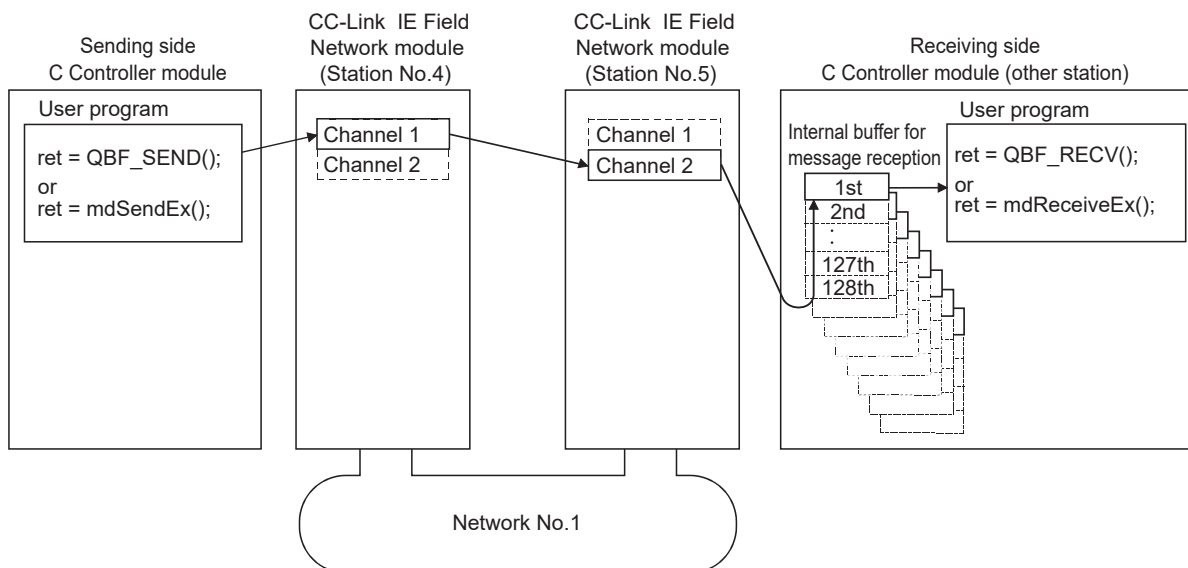 Sending side
C Controller module
User program
ret = QBF_SEND();
or
ret = mdSendEx();
CC-Link IE Field
Network module
(Station No.4)
Channel 1
Channel 2
CC-Link IE Field
Network module
(Station No.5)
Channel 1
Channel 2
Receiving side
C Controller module (other station)
Internal buffer for
message reception
1st
2nd
:
127th
128th
User program
ret = QBF_RECV();
or
ret = mdReceiveEx();
Network No.1